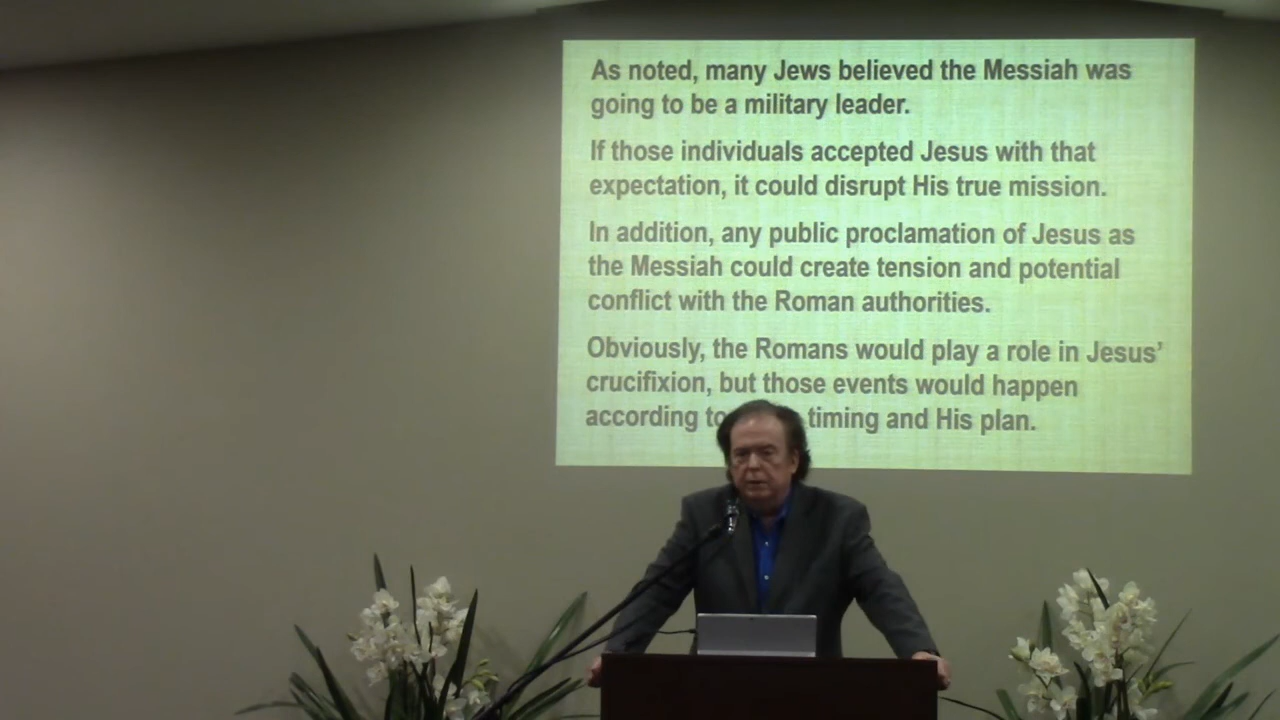 As noted, many Jews believed the Messiah was
going to be a military leader.
If those individuals accepted Jesus with that
expectation, it could disrupt His true mission.
In addition, any public proclamation of Jesus as
the Messiah could create tension and potential
conflict with the Roman authorities.
Obviously, the Romans would play a role in Jesus’
crucifixion, but those events would happen
according to timing and His plan.